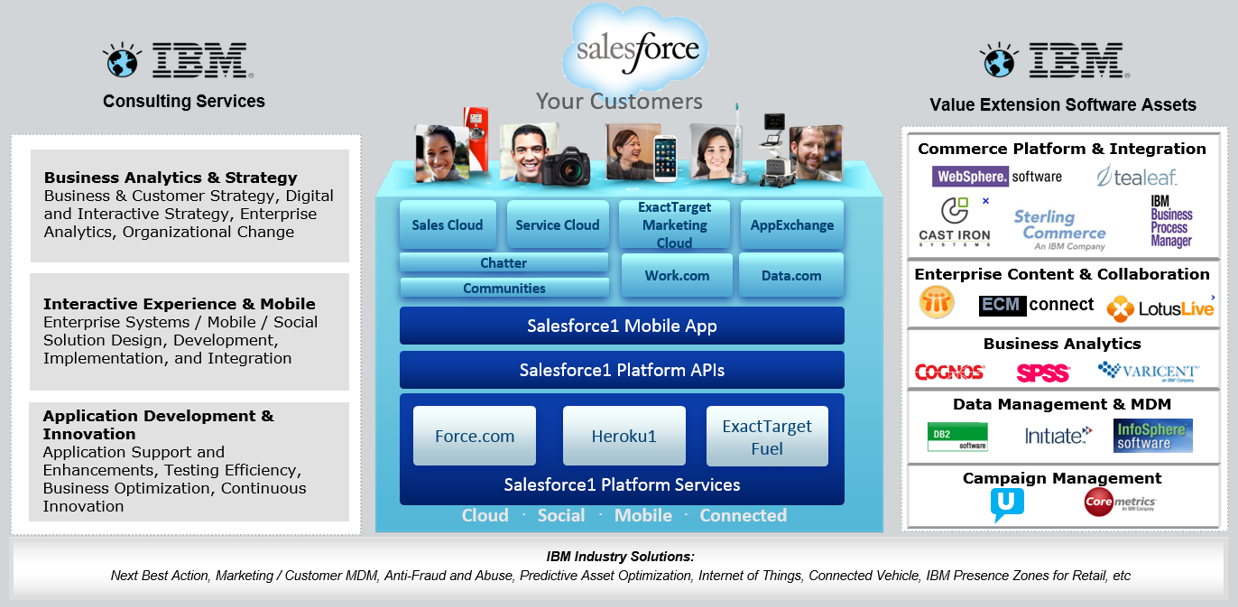 IBM
Consulting Services
Business Analytics & Strategy
Business & Customer Strategy, Digital
and Interactive Strategy, Enterprise
Analytics, Organizational Change
Interactive Experience & Mobile
Enterprise Systems / Mobile / Social
Solution Design, Development,
Implementation, and Integration
Application Development &
Innovation
Application Support and
Enhancements, Testing Efficiency,
Business Optimization, Continuous
Innovation
salesforce
Your Customers
Sales Cloud
Service Cloud
ExactTarget
Marketing
Cloud
AppExchange
Chatter
Communities
Work.com
Data.com
Salesforce1 Mobile App
Salesforce1 Platform APIs
Force.com
Heroku1
ExactTarget
Fuel
Salesforce1 Platform Services
Cloud · Social · Mobile · Connected
IBM
Value Extension Software Assets
Commerce Platform & Integration
WebSphere. software
tealeaf
CAST IRON
SYSTEMS
Sterling
Commerce
An IBM Company
IBM
Business
Process
Manager
Enterprise Content & Collaboration
ECM connect
LotusLive
Business Analytics
COGNOS
SPSS
VARICENT
an IBM Company
Data Management & MDM
DB2
software
Initiate
InfoSphere
software
Campaign Management
U
Coremetrics
An IBM Company
IBM Industry Solutions:
Next Best Action, Marketing / Customer MDM, Anti-Fraud and Abuse, Predictive Asset Optimization, Internet of Things, Connected Vehicle, IBM Presence Zones for Retail, etc